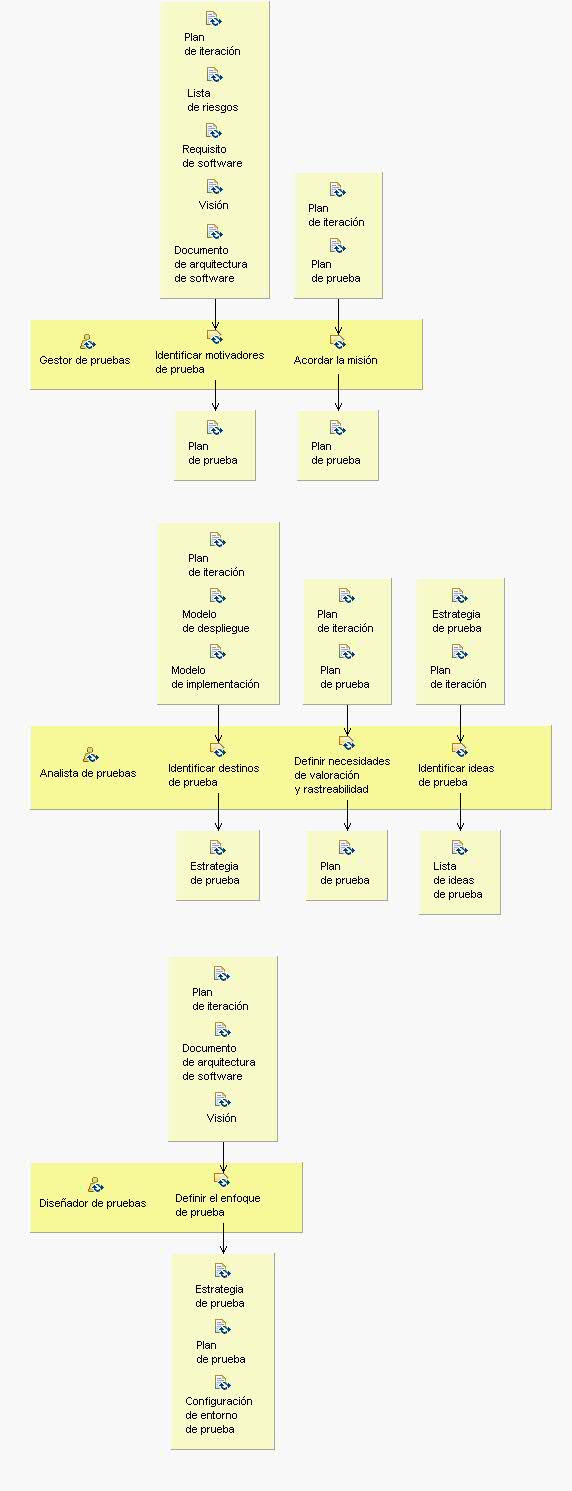 Plan
de iteración
Lista
de riesgos
Requisito
de software
Visión
Documento
de arquitectura
de software
Plan
de iteración
Plan
de prueba
Gestor de pruebas
Identificar motivadores
de prueba
Acordar la misión
Plan
de prueba
Plan
de prueba
Plan
de iteración
Modelo
de despliegue
Modelo
de implementación
Plan
de iteración
Plan
de prueba
Estrategia
de prueba
Plan
de iteración
Analista de pruebas
Identificar destinos
de prueba
Definir necesidades
de valoración
y rastreabilidad
Identificar ideas
de prueba
Estrategia
de prueba
Plan
de prueba
Lista
de ideas
de prueba
Plan
de iteración
Documento
de arquitectura
de software
Visión
Diseñador de pruebas
Definir el enfoque
de prueba
Estrategia
de prueba
Plan
de prueba
Configuración
de entorno
de prueba